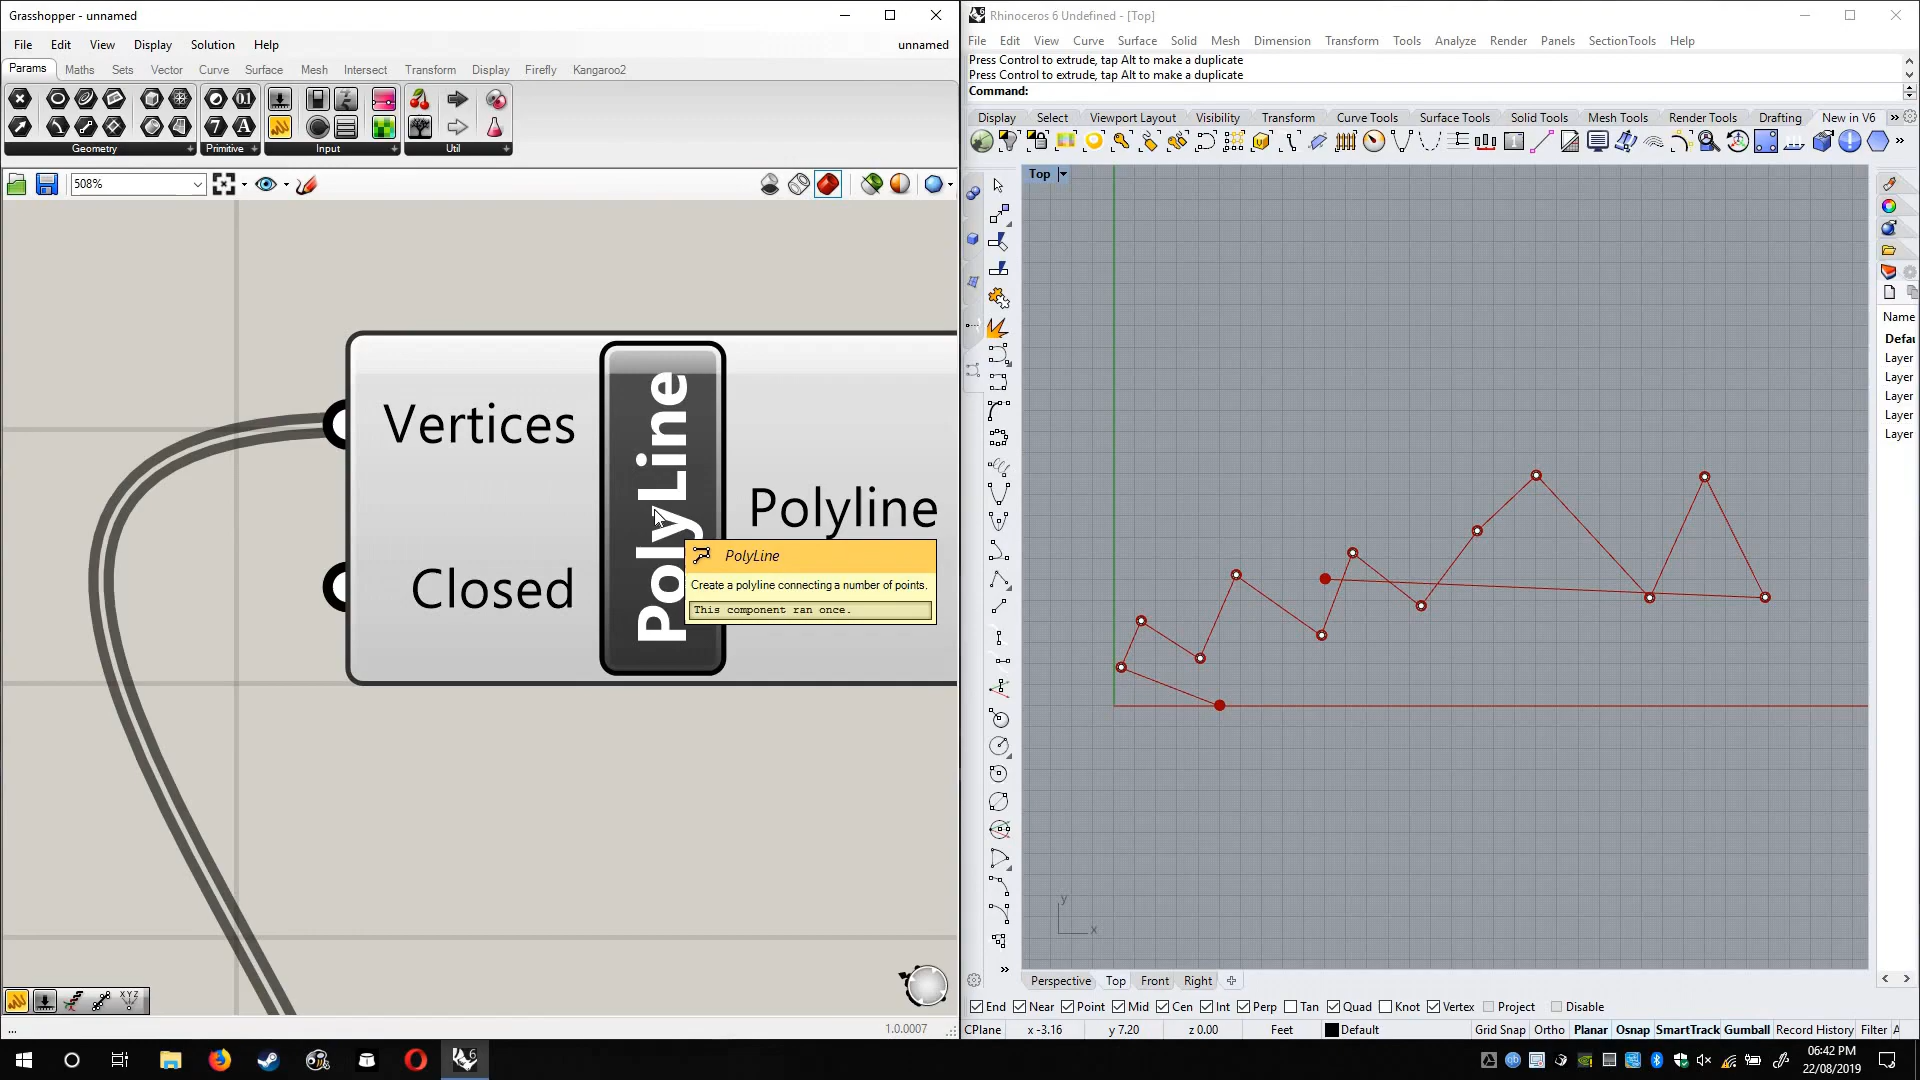 Grasshopper - unnamed
File Edit View Display Solution Help unnamed
Params Maths Sets Vector Curve Surface Mesh Intersect Transform Display Firefly Kangaroo2
Geometry Primitive Input Util
508%
Vertices
Closed
PolyLine
Polyline
PolyLine
Create a polyline connecting a number of points.
This component ran once.
XYZ
...
1.0.0007
Rhinoceros 6 Undefined - [Top]
File Edit View Curve Surface Solid Mesh Dimension Transform Tools Analyze Render Panels SectionTools Help
Press Control to extrude, tap Alt to make a duplicate
Press Control to extrude, tap Alt to make a duplicate
Command:
Display Select Viewport Layout Visibility Transform Curve Tools Surface Tools Solid Tools Mesh Tools Render Tools Drafting New in V6 »
Top
y
x
Name
Defau
Layer
Layer
Layer
Layer
Layer
Perspective Top Front Right
End Near Point Mid Cen Int Perp Tan Quad Knot Vertex Project Disable
CPlane x -3.16 y 7.20 z 0.00 Feet Default Grid Snap Ortho Planar Osnap SmartTrack Gumball Record History Filter A
06:42 PM
22/08/2019